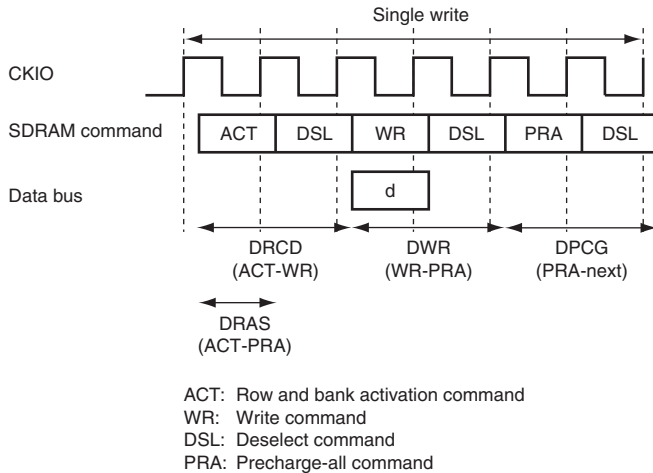 Single write
CKIO
SDRAM command
ACT DSL WR DSL PRA DSL
Data bus
d
DRCD DWR DPCG
(ACT-WR) (WR-PRA) (PRA-next)
DRAS
(ACT-PRA)
ACT: Row and bank activation command
WR: Write command
DSL: Deselect command
PRA: Precharge-all command